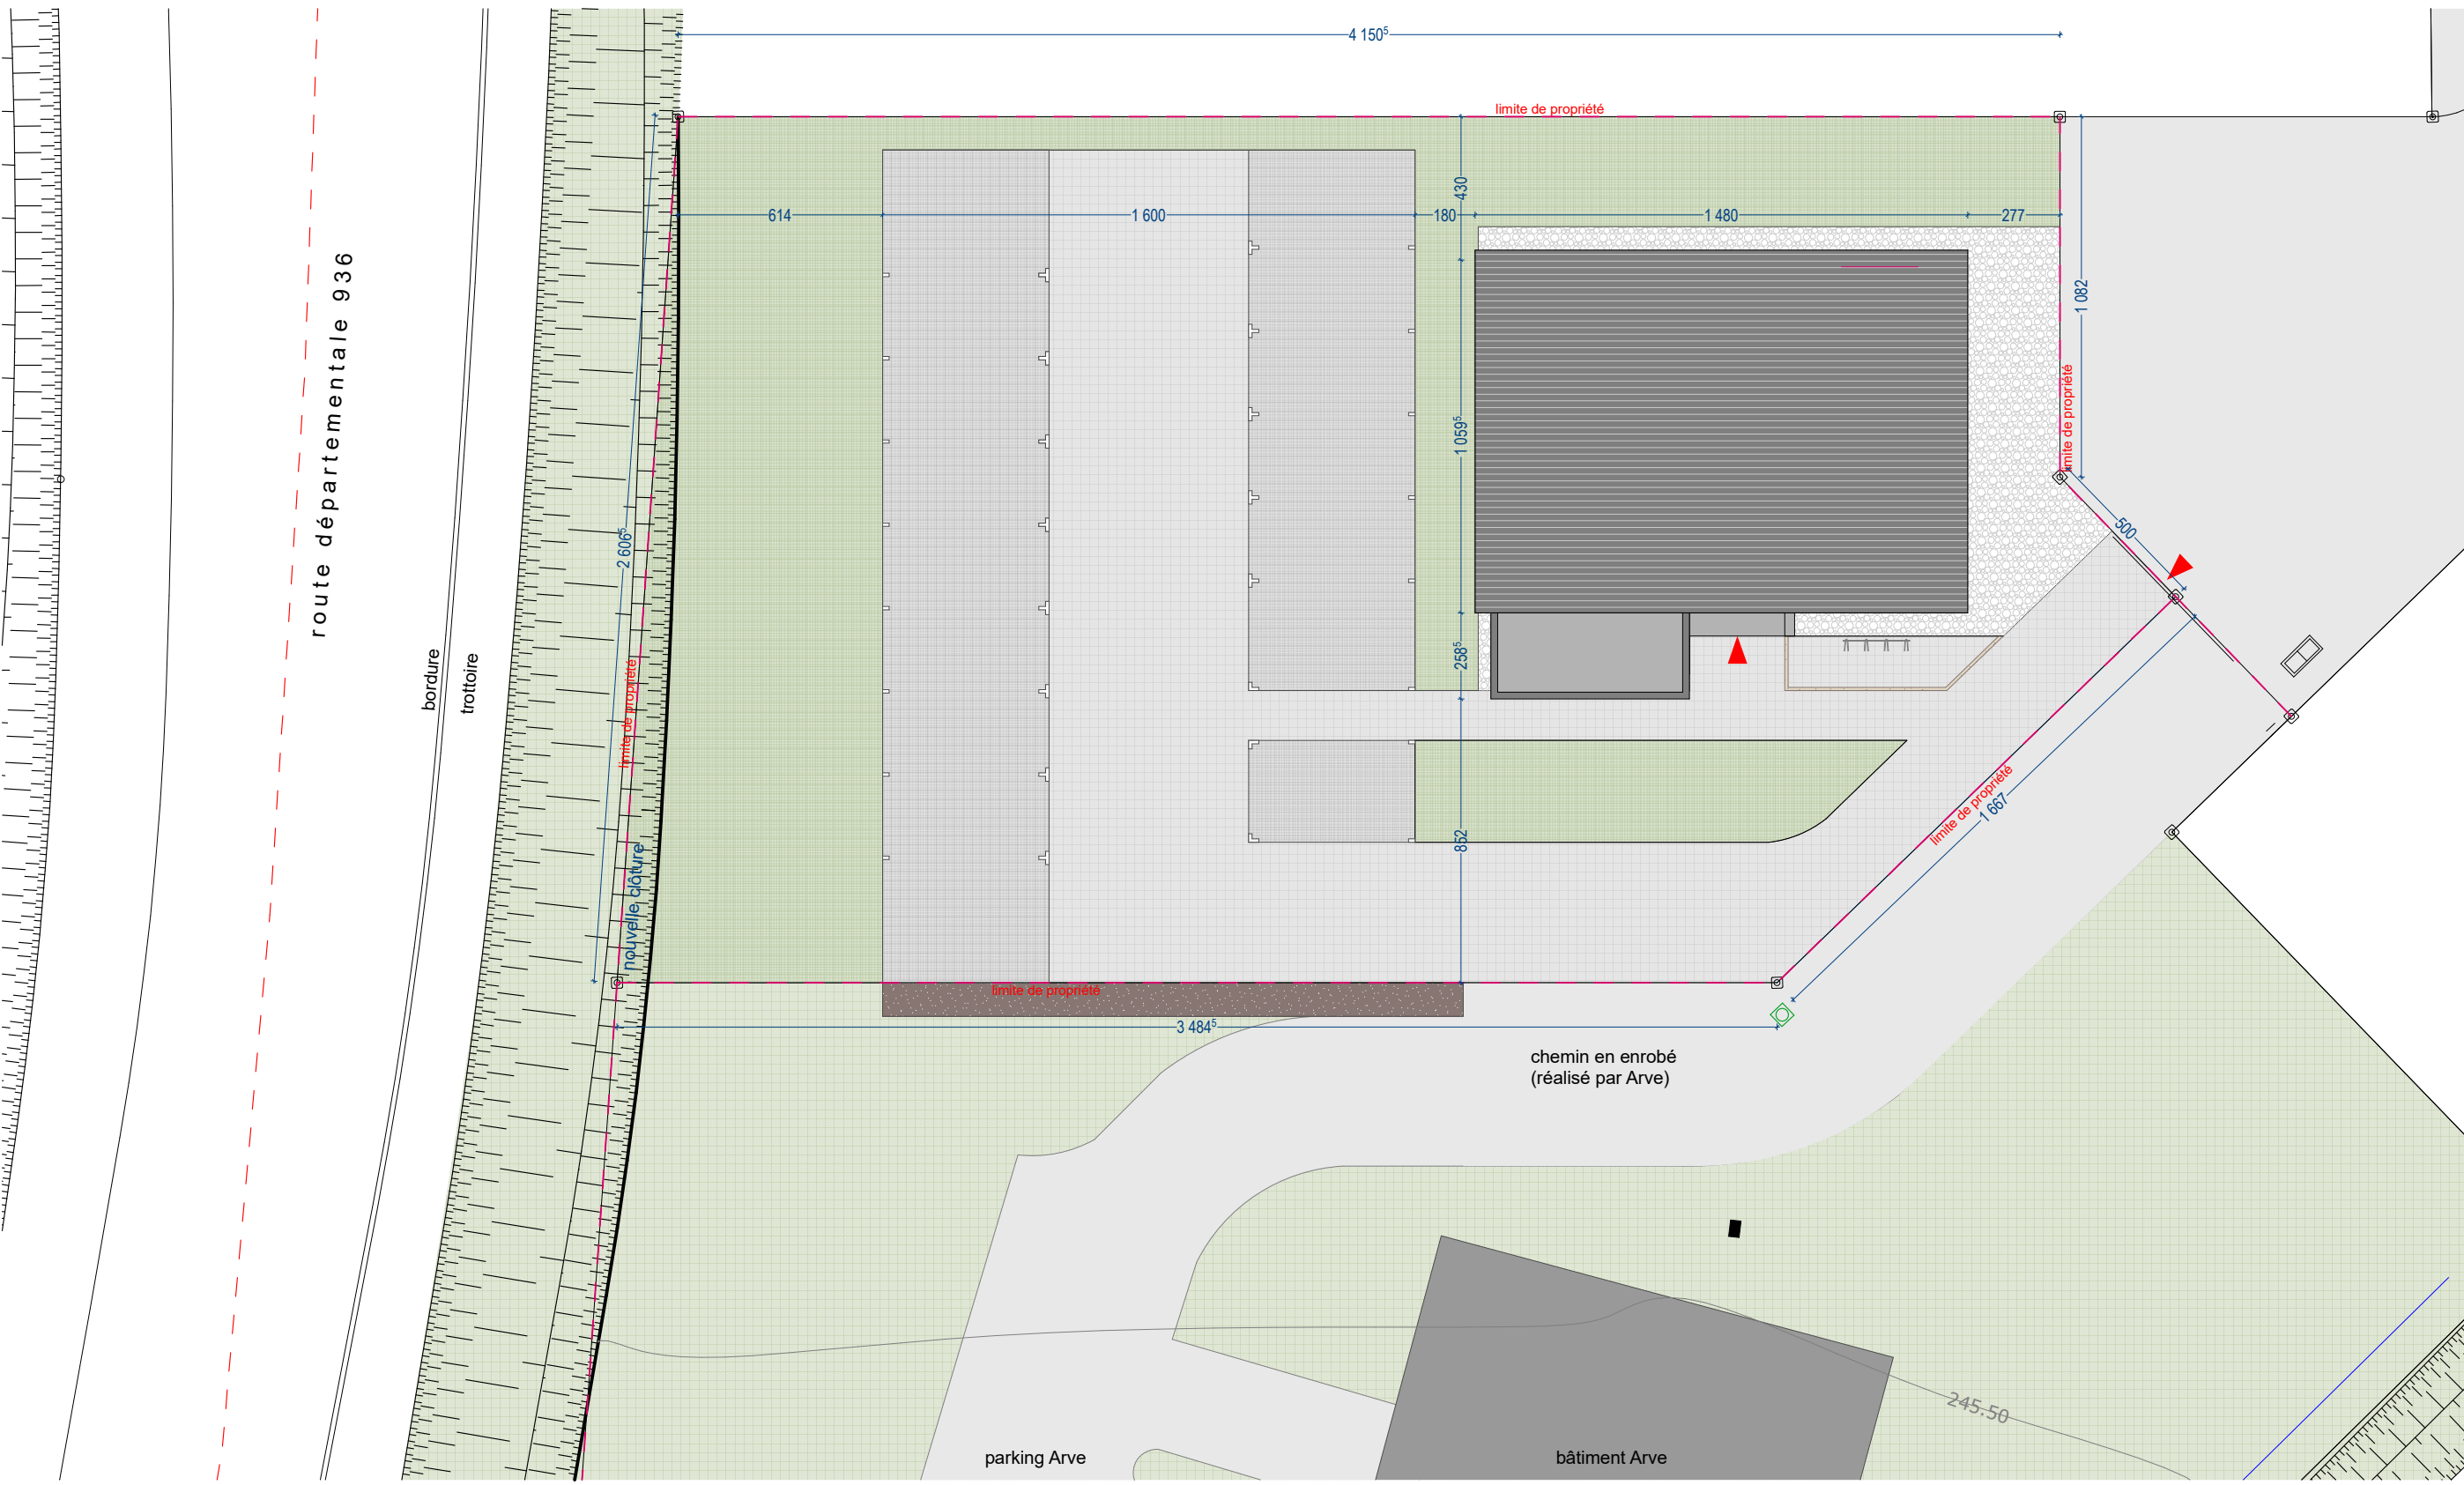 4 150⁵
limite de propriété
430
614
1 600
180
1 480
277
1 082
route départementale 936
limite de propriété
1 059⁵
500
2 606⁵
bordure
trottoire
limite de propriété
258⁵
limite de propriété
1 667
852
nouvelle clôture
limite de propriété
3 484⁵
chemin en enrobé
(réalisé par Arve)
245.50
parking Arve
bâtiment Arve